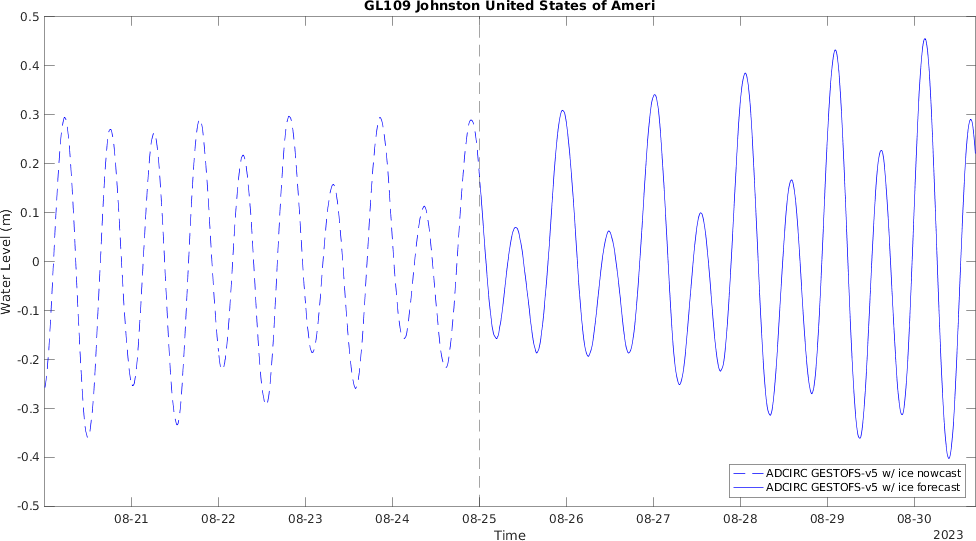 GL109 Johnston United States of Ameri
0.5
0.4
0.3
0.2
0.1
0
-0.1
-0.2
-0.3
-0.4
-0.5
Water Level (m)
08-21 08-22 08-23 08-24 08-25 08-26 08-27 08-28 08-29 08-30
Time
2023
ADCIRC GESTOFS-v5 w/ ice nowcast
ADCIRC GESTOFS-v5 w/ ice forecast